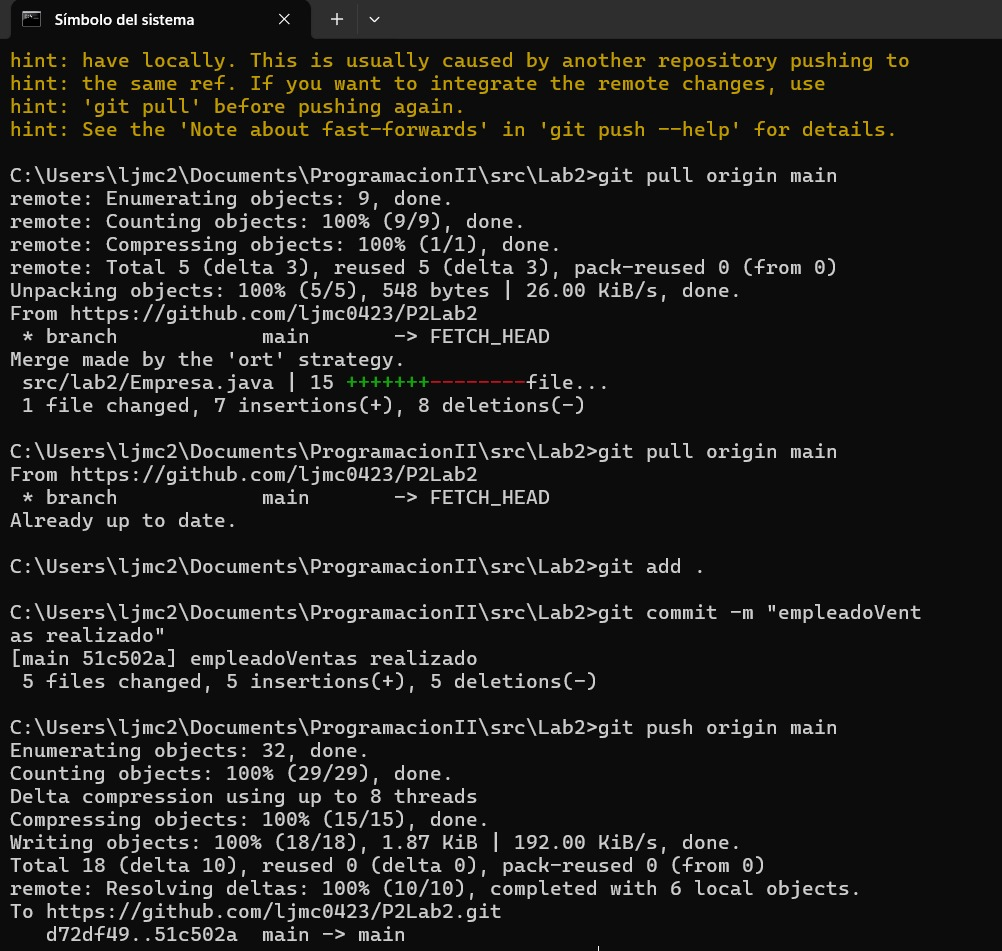 Símbolo del sistema
hint: have locally. This is usually caused by another repository pushing to
hint: the same ref. If you want to integrate the remote changes, use
hint: 'git pull' before pushing again.
hint: See the 'Note about fast-forwards' in 'git push --help' for details.
C:\Users\ljmc2\Documents\ProgramacionII\src\Lab2>git pull origin main
remote: Enumerating objects: 9, done.
remote: Counting objects: 100% (9/9), done.
remote: Compressing objects: 100% (1/1), done.
remote: Total 5 (delta 3), reused 5 (delta 3), pack-reused 0 (from 0)
Unpacking objects: 100% (5/5), 548 bytes | 26.00 KiB/s, done.
From https://github.com/ljmc0423/P2Lab2
 * branch            main       -> FETCH_HEAD
Merge made by the 'ort' strategy.
 src/lab2/Empresa.java | 15 +++++++--------file...
 1 file changed, 7 insertions(+), 8 deletions(-)
C:\Users\ljmc2\Documents\ProgramacionII\src\Lab2>git pull origin main
From https://github.com/ljmc0423/P2Lab2
 * branch            main       -> FETCH_HEAD
Already up to date.
C:\Users\ljmc2\Documents\ProgramacionII\src\Lab2>git add .
C:\Users\ljmc2\Documents\ProgramacionII\src\Lab2>git commit -m "empleadoVent
as realizado"
[main 51c502a] empleadoVentas realizado
 5 files changed, 5 insertions(+), 5 deletions(-)
C:\Users\ljmc2\Documents\ProgramacionII\src\Lab2>git push origin main
Enumerating objects: 32, done.
Counting objects: 100% (29/29), done.
Delta compression using up to 8 threads
Compressing objects: 100% (15/15), done.
Writing objects: 100% (18/18), 1.87 KiB | 192.00 KiB/s, done.
Total 18 (delta 10), reused 0 (delta 0), pack-reused 0 (from 0)
remote: Resolving deltas: 100% (10/10), completed with 6 local objects.
To https://github.com/ljmc0423/P2Lab2.git
   d72df49..51c502a  main -> main